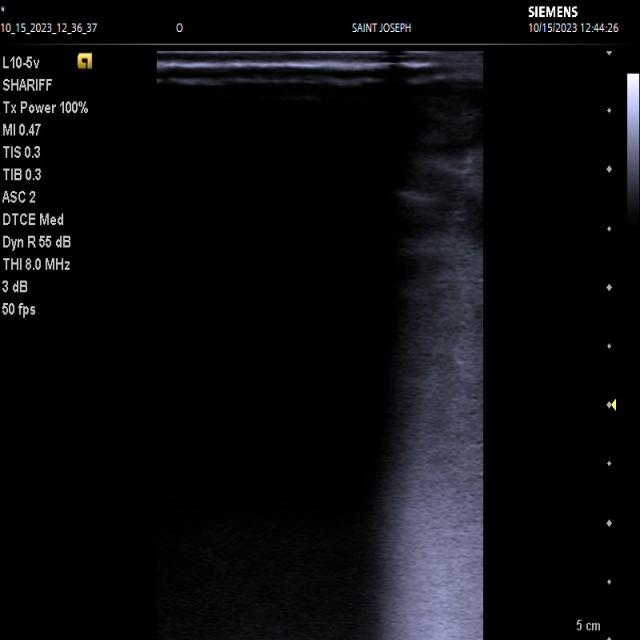 *
SIEMENS
10_15_2023_12_36_37 O SAINT JOSEPH 10/15/2023 12:44:26
L10-5v
SHARIFF
Tx Power 100%
MI 0.47
TIS 0.3
TIB 0.3
ASC 2
DTCE Med
Dyn R 55 dB
THI 8.0 MHz
3 dB
50 fps
5 cm